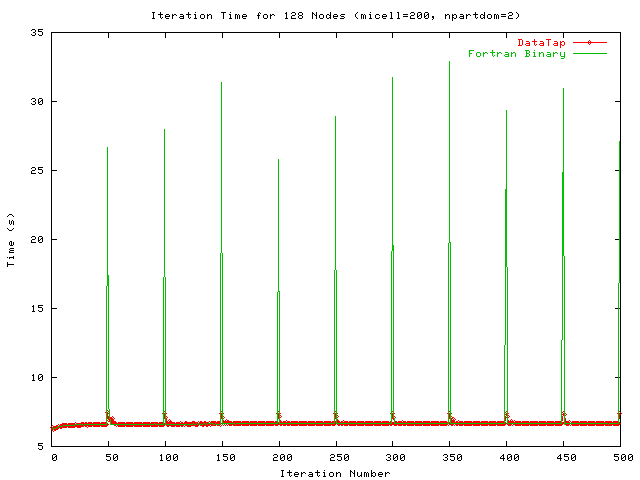 Iteration Time for 128 Nodes (micell=200, npartdom=2)
35
DataTap
Fortran Binary
30
25
20
Time (s)
15
10
5
0 50 100 150 200 250 300 350 400 450 500
Iteration Number